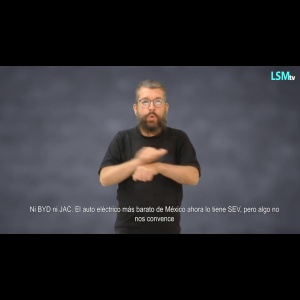 LSMtv
Ni BYD ni JAC. El auto eléctrico más barato de México ahora lo tiene SEV, pero algo no
nos convence